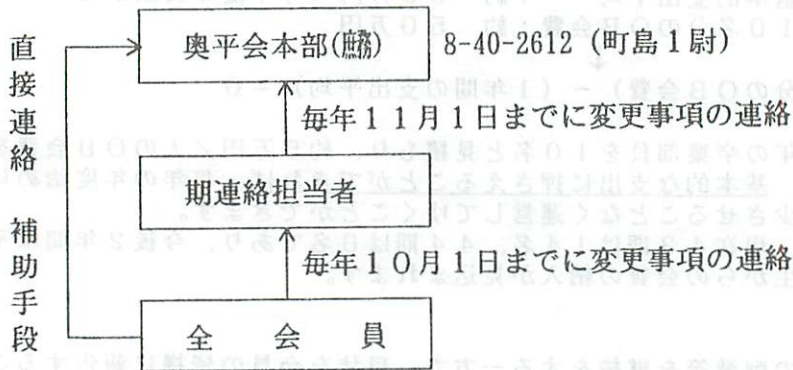 奥平会本部
8-40-2612 (町島1尉)
毎年11月1日までに変更事項の連絡
期連絡担当者
毎年10月1日までに変更事項の連絡
全会員
直接連絡 補助手段